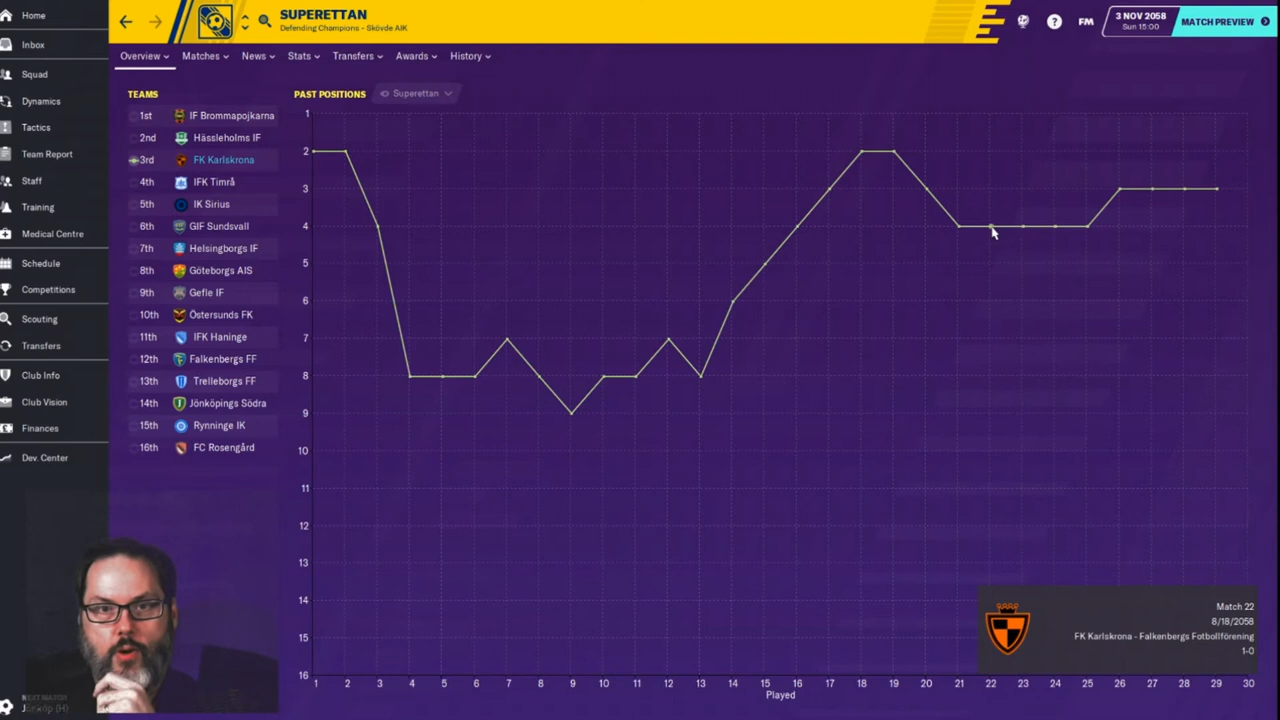 Home
Inbox
Squad
Dynamics
Tactics
Team Report
Staff
Training
Medical Centre
Schedule
Competitions
Scouting
Transfers
Club Info
Club Vision
Finances
Dev. Center
NEXT MATCH
(H)
SUPERETTAN
Defending Champions - Skövde AIK
FM
3 NOV 2058
Sun 15:00
MATCH PREVIEW
Overview
Matches
News
Stats
Transfers
Awards
History
TEAMS
1st IF Brommapojkarna
2nd Hässleholms IF
3rd FK Karlskrona
4th IFK Timrå
5th IK Sirius
6th GIF Sundsvall
7th Helsingborgs IF
8th Göteborgs AIS
9th Gefle IF
10th Östersunds FK
11th IFK Haninge
12th Falkenbergs FF
13th Trelleborgs FF
14th Jönköpings Södra
15th Rynninge IK
16th FC Rosengård
PAST POSITIONS
Superettan
1
2
3
4
5
6
7
8
9
10
11
12
13
14
15
16
1 2 3 4 5 6 7 8 9 10 11 12 13 14 15 16 17 18 19 20 21 22 23 24 25 26 27 28 29 30
Played
Match 22
8/18/2058
FK Karlskrona - Falkenbergs Fotbollförening
1-0